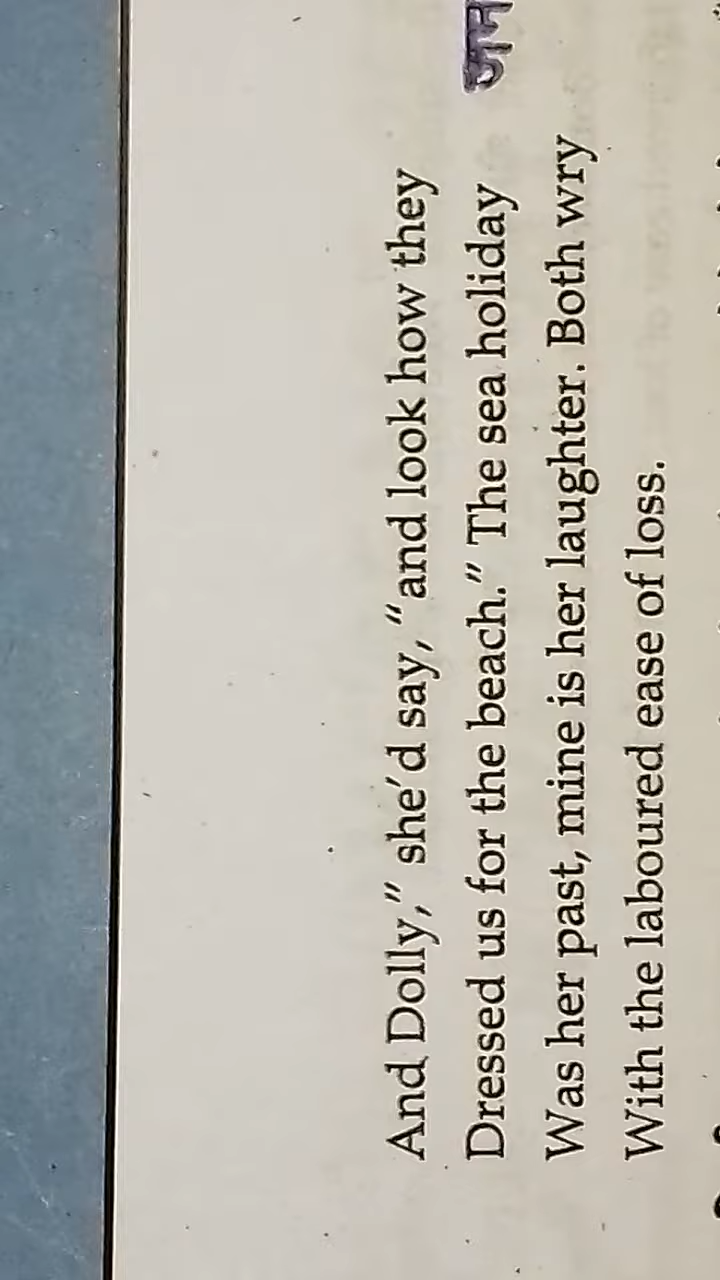 And Dolly,” she’d say, “and look how they
Dressed us for the beach.” The sea holiday
Was her past, mine is her laughter. Both wry
With the laboured ease of loss.